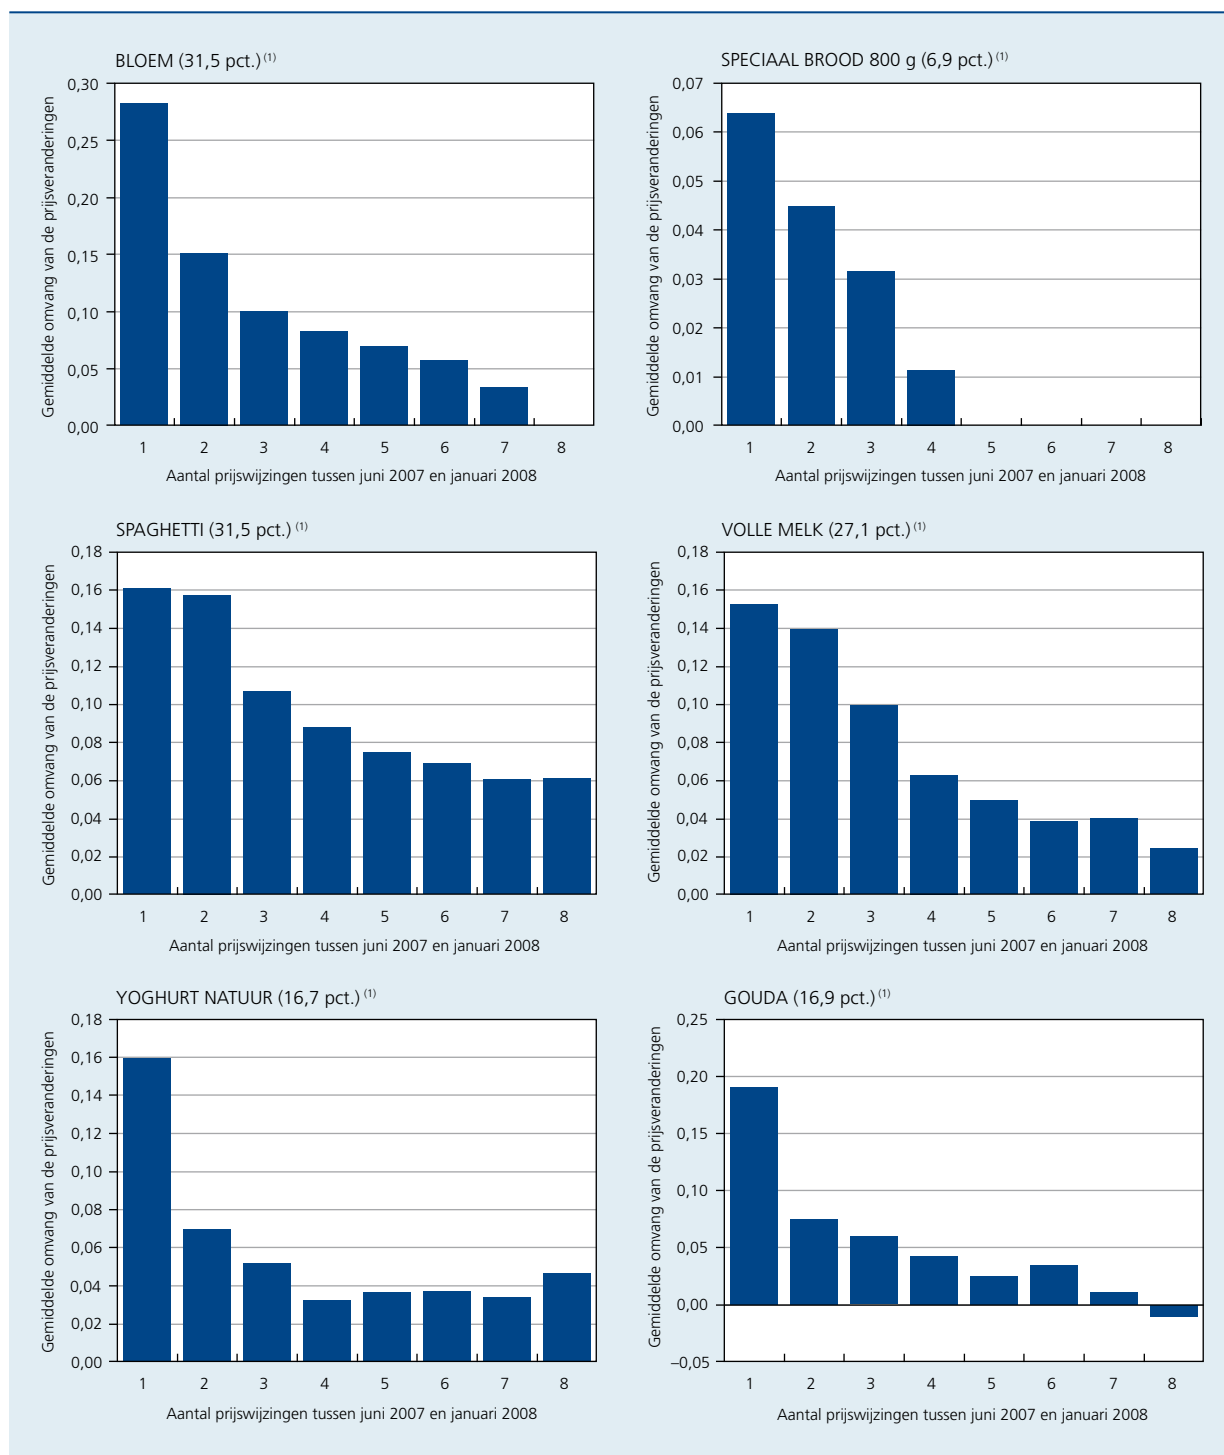 BLOEM (31,5 pct.) (1)
Gemiddelde omvang van de prijsveranderingen
0,30
0,25
0,20
0,15
0,10
0,05
0,00
1 2 3 4 5 6 7 8
Aantal prijswijzingen tussen juni 2007 en januari 2008
SPECIAAL BROOD 800 g (6,9 pct.) (1)
Gemiddelde omvang van de prijsveranderingen
0,07
0,06
0,05
0,04
0,03
0,02
0,01
0,00
1 2 3 4 5 6 7 8
Aantal prijswijzingen tussen juni 2007 en januari 2008
SPAGHETTI (31,5 pct.) (1)
Gemiddelde omvang van de prijsveranderingen
0,18
0,16
0,14
0,12
0,10
0,08
0,06
0,04
0,02
0,00
1 2 3 4 5 6 7 8
Aantal prijswijzingen tussen juni 2007 en januari 2008
VOLLE MELK (27,1 pct.) (1)
Gemiddelde omvang van de prijsveranderingen
0,18
0,16
0,14
0,12
0,10
0,08
0,06
0,04
0,02
0,00
1 2 3 4 5 6 7 8
Aantal prijswijzingen tussen juni 2007 en januari 2008
YOGHURT NATUUR (16,7 pct.) (1)
Gemiddelde omvang van de prijsveranderingen
0,18
0,16
0,14
0,12
0,10
0,08
0,06
0,04
0,02
0,00
1 2 3 4 5 6 7 8
Aantal prijswijzingen tussen juni 2007 en januari 2008
GOUDA (16,9 pct.) (1)
Gemiddelde omvang van de prijsveranderingen
0,25
0,20
0,15
0,10
0,05
0,00
–0,05
1 2 3 4 5 6 7 8
Aantal prijswijzingen tussen juni 2007 en januari 2008